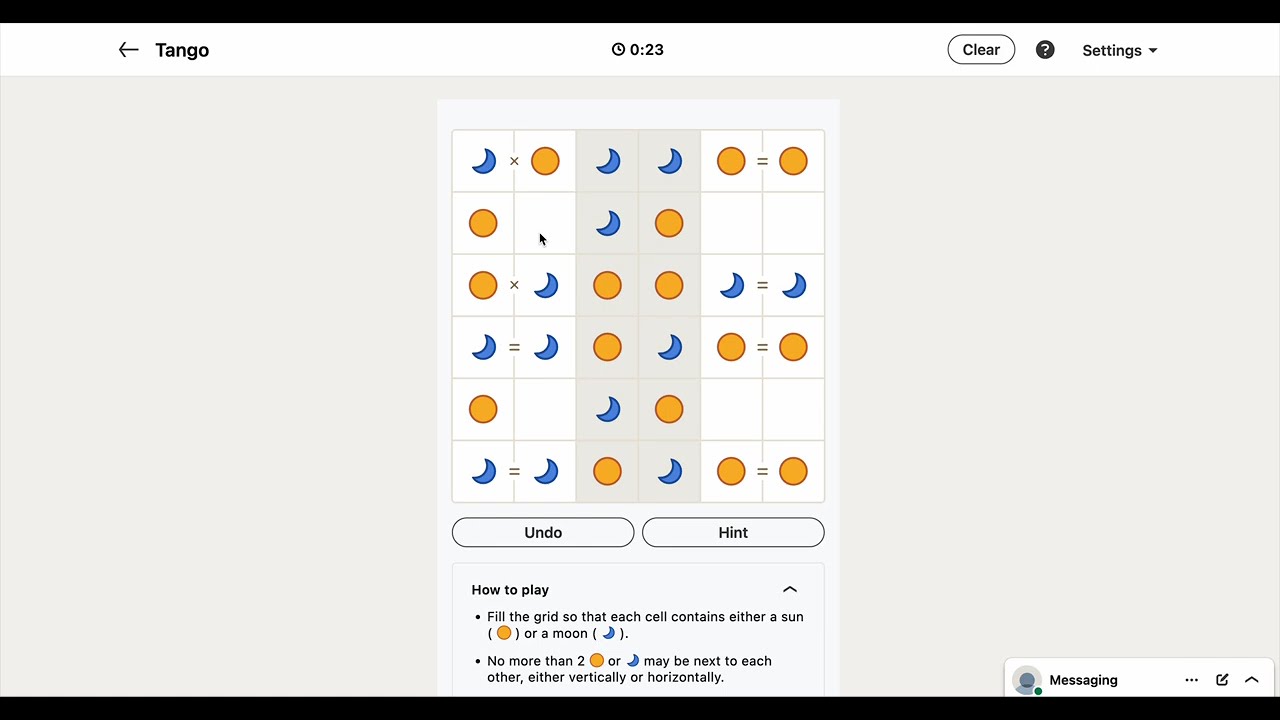 Tango
0:23
Clear
?
Settings
×
=
×
=
=
=
=
=
Undo
Hint
How to play
• Fill the grid so that each cell contains either a sun
( ) or a moon ( ).
• No more than 2 or may be next to each
other, either vertically or horizontally.
Messaging